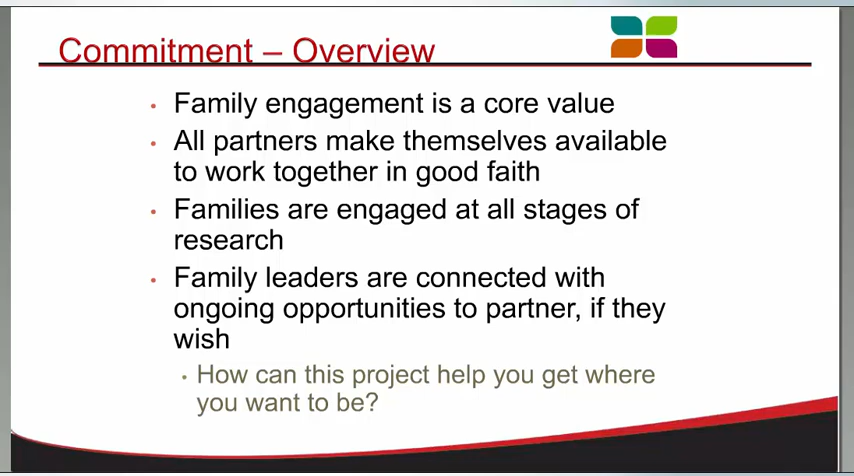 Commitment – Overview
• Family engagement is a core value
• All partners make themselves available
to work together in good faith
• Families are engaged at all stages of
research
• Family leaders are connected with
ongoing opportunities to partner, if they
wish
• How can this project help you get where
you want to be?